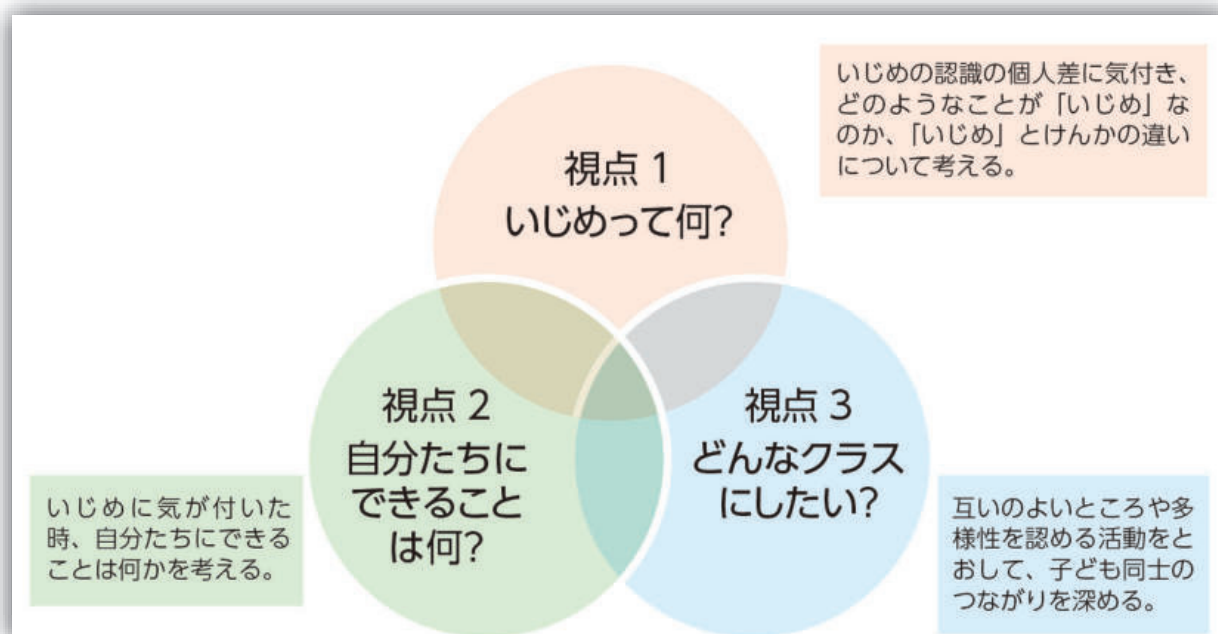 いじめの認識の個人差に気付き、
どのようなことが「いじめ」な
のか、「いじめ」とけんかの違い
について考える。
視点 1
いじめって何?
視点 2
自分たちに
できること
は何?
視点 3
どんなクラス
にしたい?
いじめに気が付いた
時、自分たちにできる
ことは何かを考える。
互いのよいところや多
様性を認める活動をと
おして、子ども同士の
つながりを深める。